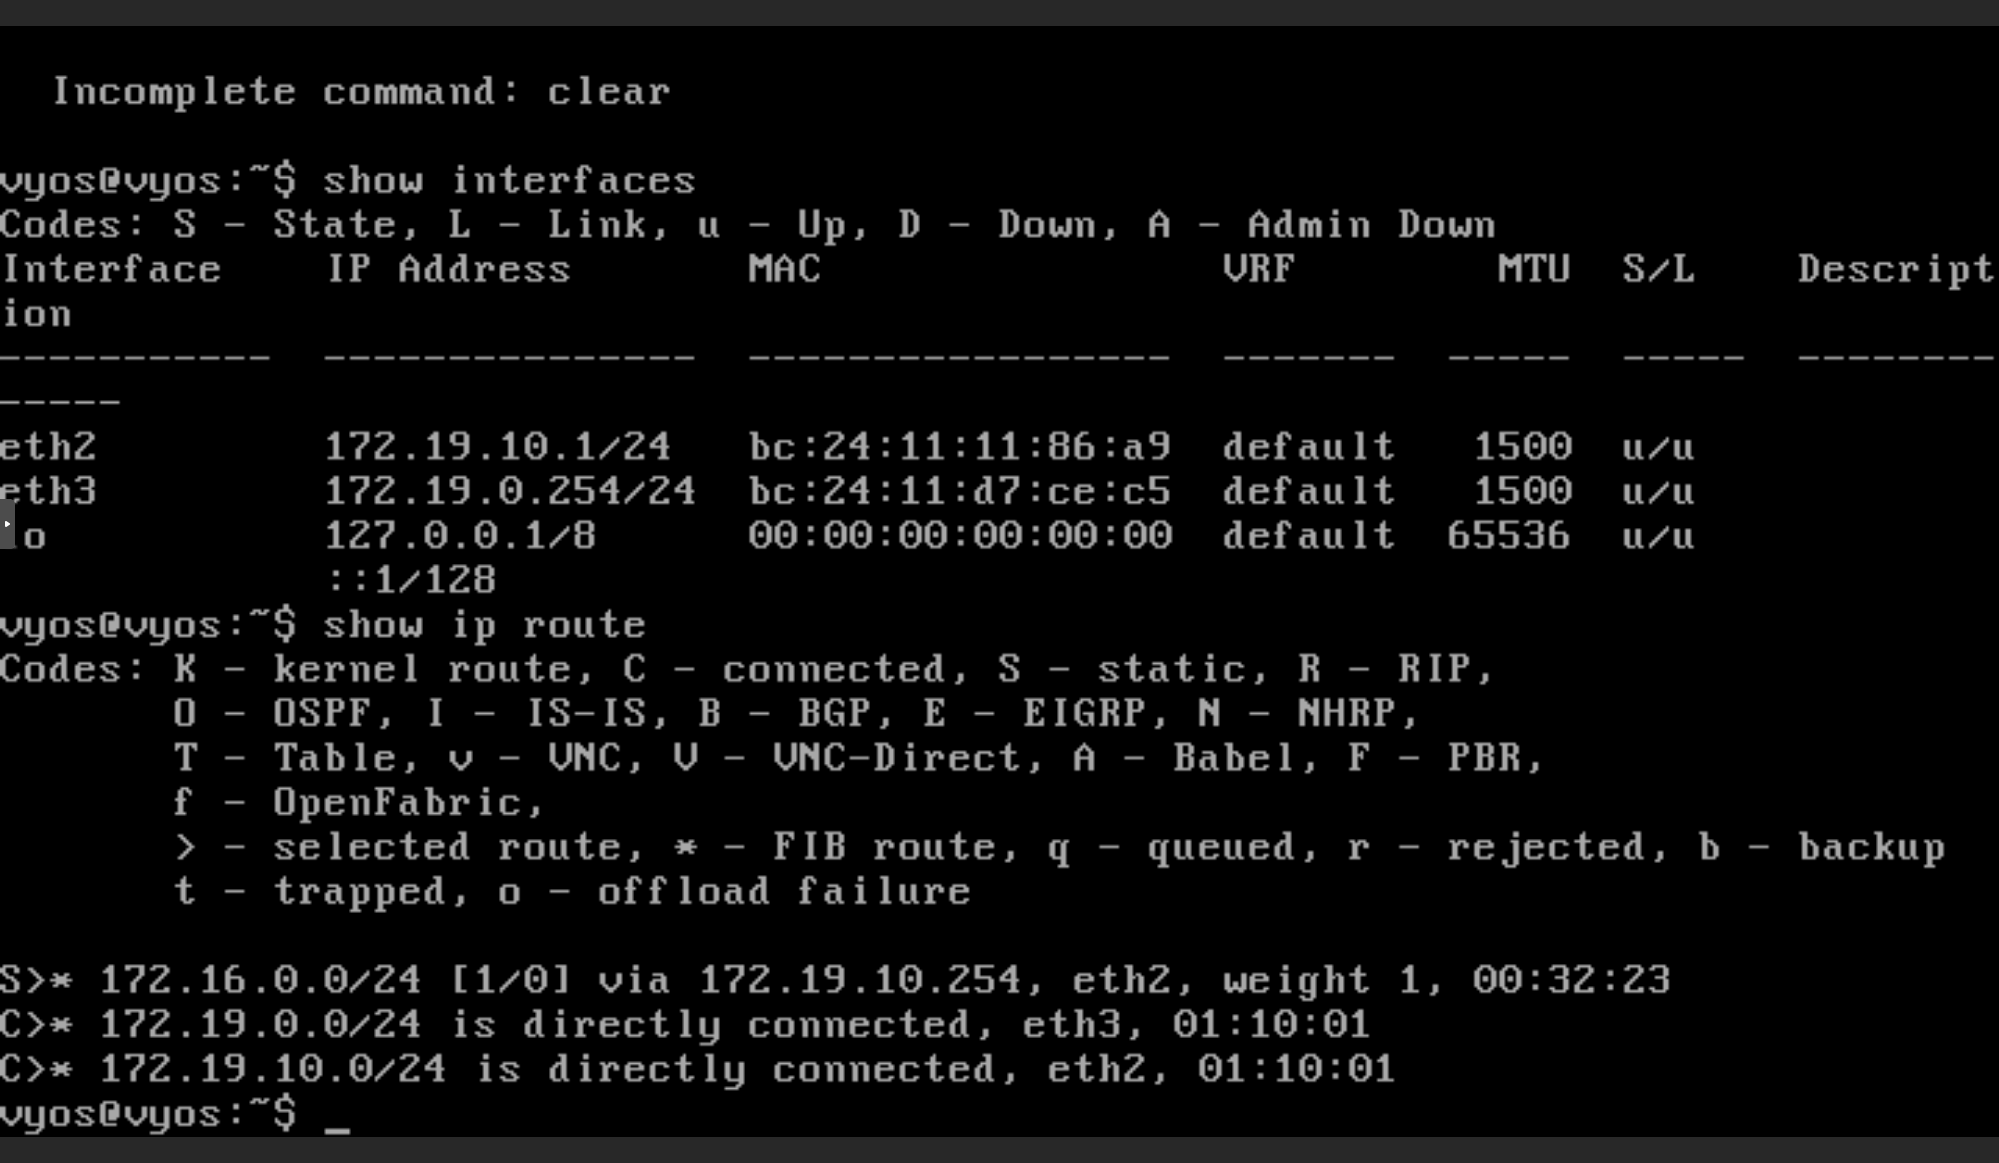 Incomplete command: clear
vyos@vyos:~$ show interfaces
Codes: S - State, L - Link, u - Up, D - Down, A - Admin Down
Interface    IP Address       MAC                VRF        MTU  S/L    Descript
ion
-----------  ---------------  -----------------  -------  -----  -----  --------
-----
eth2         172.19.10.1/24   bc:24:11:11:86:a9  default   1500  u/u
eth3         172.19.0.254/24  bc:24:11:d7:ce:c5  default   1500  u/u
o            127.0.0.1/8      00:00:00:00:00:00  default  65536  u/u
             ::1/128
vyos@vyos:~$ show ip route
Codes: K - kernel route, C - connected, S - static, R - RIP,
       O - OSPF, I - IS-IS, B - BGP, E - EIGRP, N - NHRP,
       T - Table, v - VNC, V - VNC-Direct, A - Babel, F - PBR,
       f - OpenFabric,
       > - selected route, * - FIB route, q - queued, r - rejected, b - backup
       t - trapped, o - offload failure
S>* 172.16.0.0/24 [1/0] via 172.19.10.254, eth2, weight 1, 00:32:23
C>* 172.19.0.0/24 is directly connected, eth3, 01:10:01
C>* 172.19.10.0/24 is directly connected, eth2, 01:10:01
vyos@vyos:~$ _